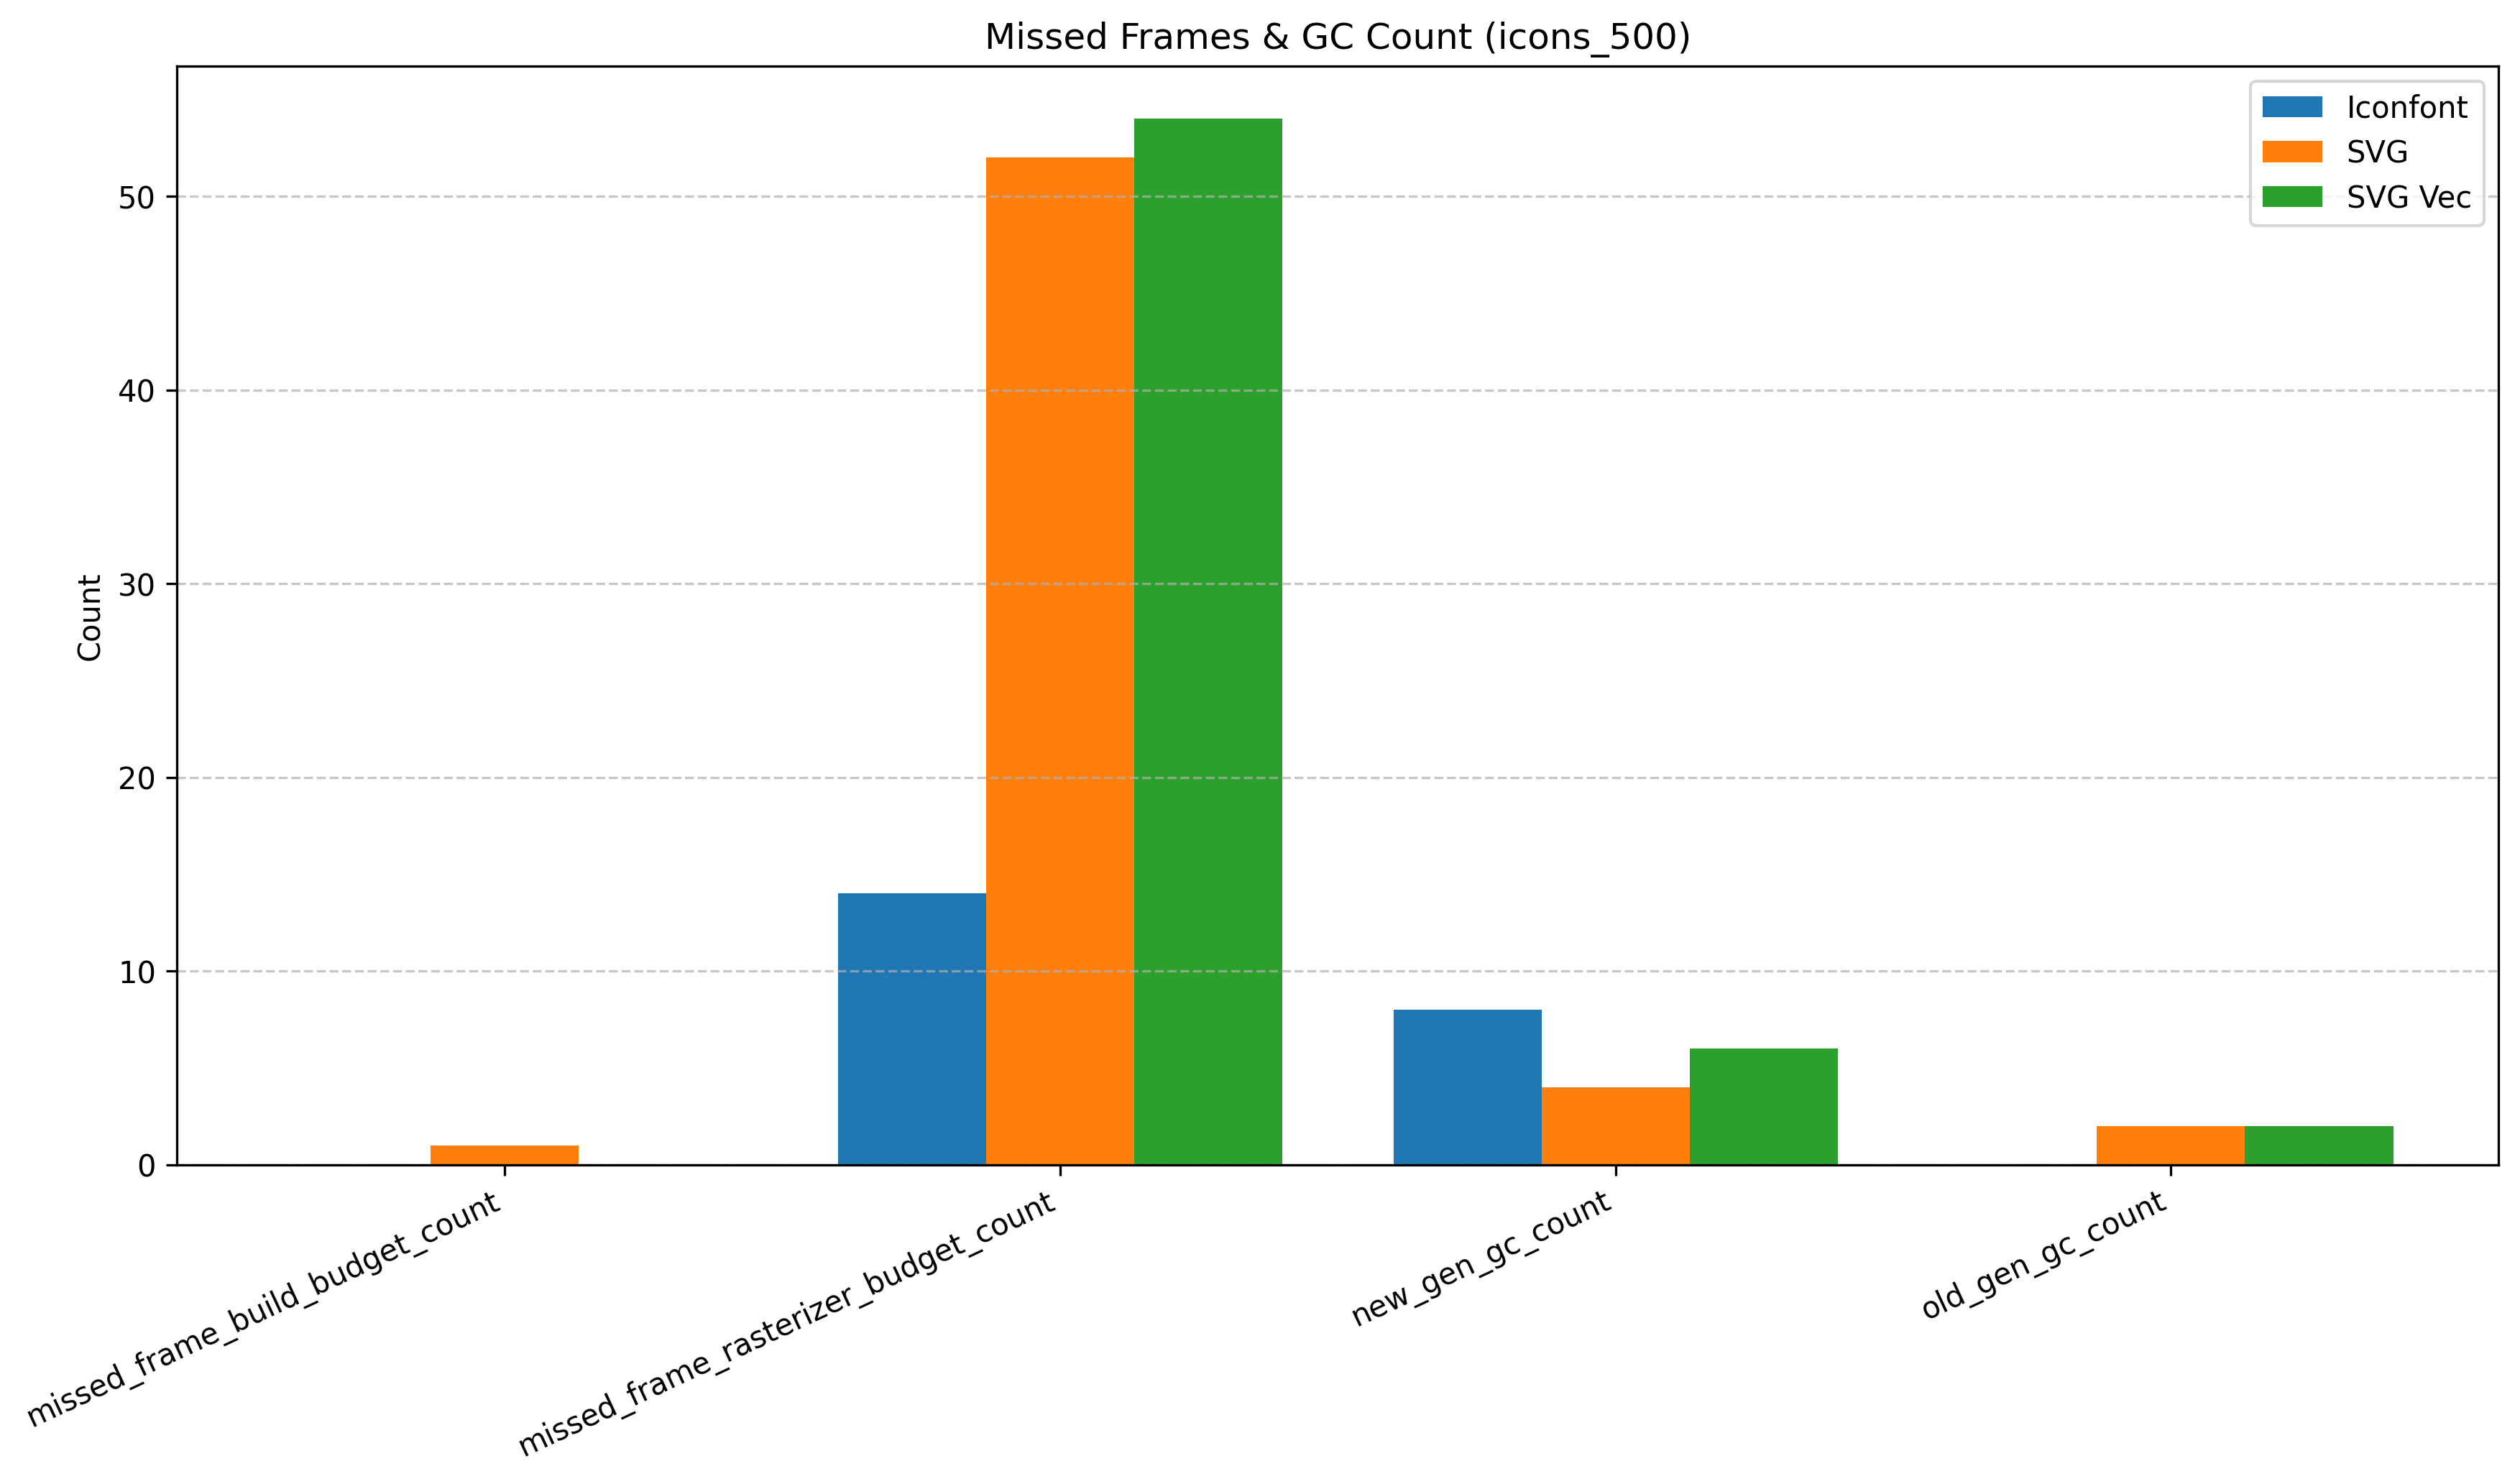 Missed Frames & GC Count (icons_500)
Iconfont
SVG
SVG Vec
Count
50
40
30
20
10
0
missed_frame_build_budget_count
missed_frame_rasterizer_budget_count
new_gen_gc_count
old_gen_gc_count